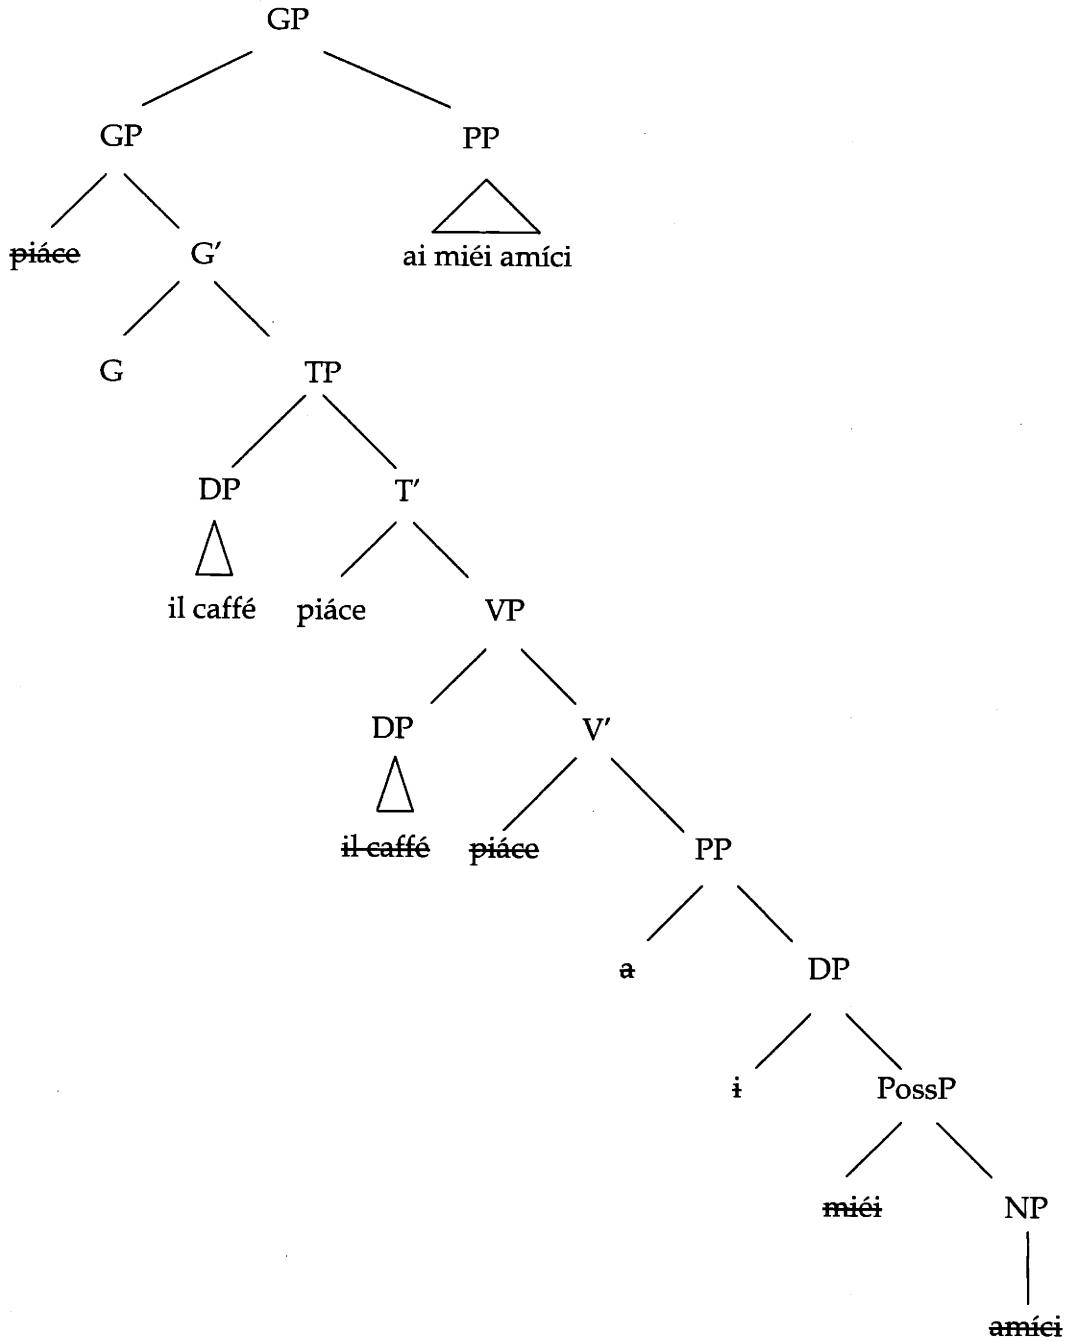 GP
GP PP
~~piáce~~ G′ ai miéi amíci
G TP
DP T′
il caffé piáce VP
DP V′
~~il caffé~~ ~~piáce~~ PP
~~a~~ DP
~~i~~ PossP
~~miéi~~ NP
~~amíci~~